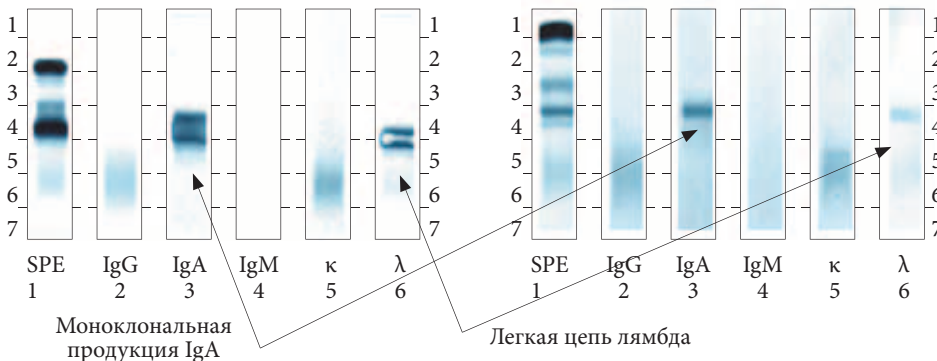 1 1 1 1
2 2 2 2
3 3 3 3
4 4 4 4
5 5 5 5
6 6 6 6
7 7 7 7
SPE IgG IgA IgM κ λ SPE IgG IgA IgM κ λ
1 2 3 4 5 6 1 2 3 4 5 6
Моноклональная
продукция IgA
Легкая цепь лямбда